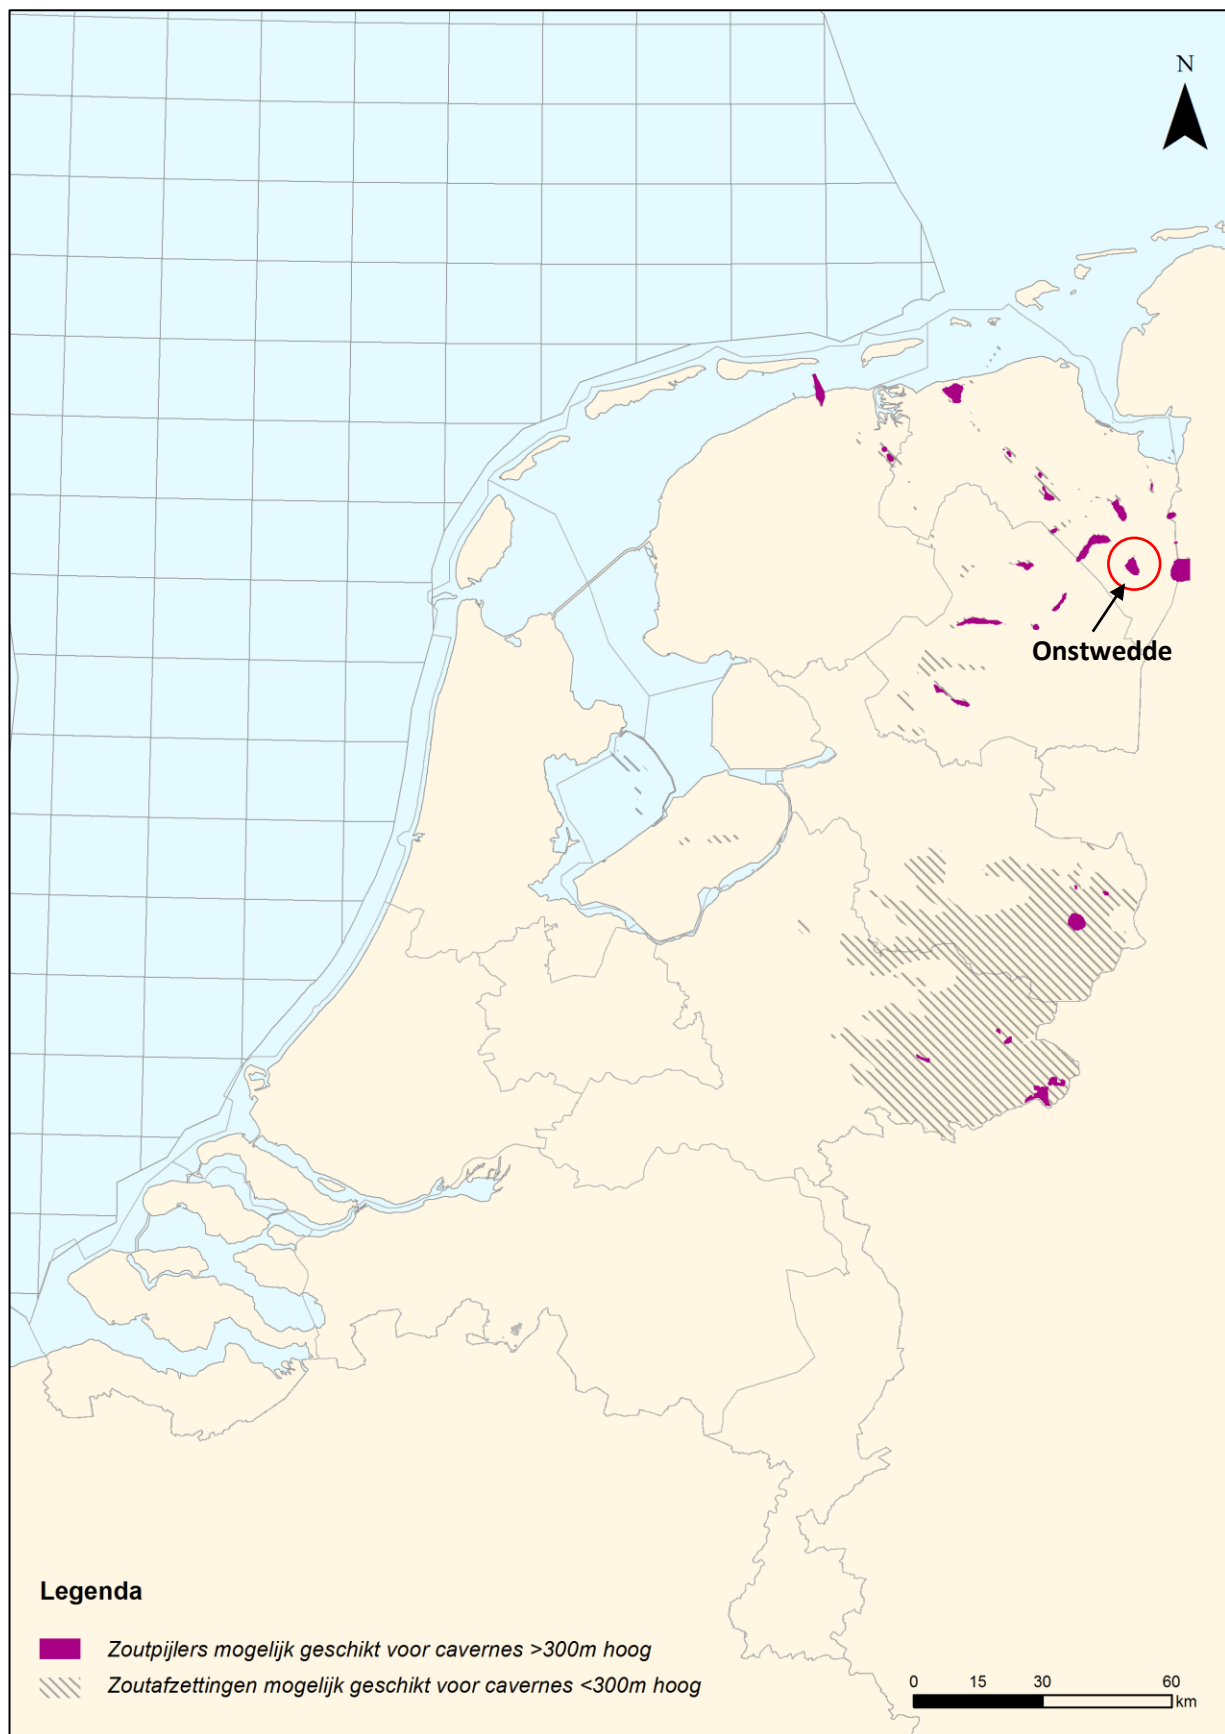 N
Onstwedde
Legenda
Zoutpijlers mogelijk geschikt voor cavernes >300m hoog
Zoutafzettingen mogelijk geschikt voor cavernes <300m hoog
0 15 30 60
km